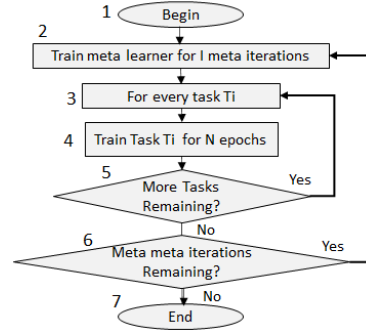 1
Begin
2
Train meta learner for I meta iterations
3
For every task Ti
4
Train Task Ti for N epochs
5
More Tasks
Remaining?
Yes
No
6
Meta meta iterations
Remaining?
Yes
No
7
End